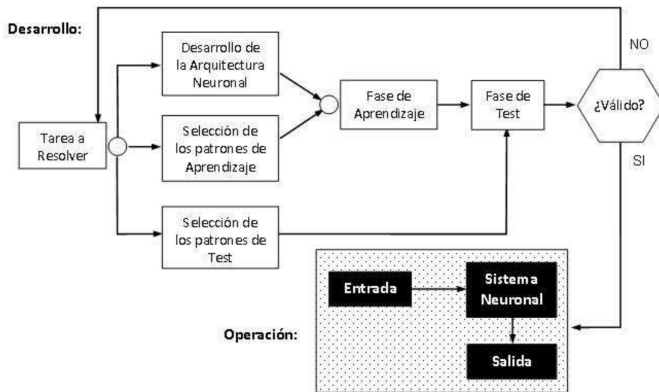 Desarrollo:
NO
Desarrollo de
la Arquitectura
Neuronal
Fase de
Aprendizaje
Fase de
Test
¿Válido?
Tarea a
Resolver
Selección de
los patrones de
Aprendizaje
SI
Selección de
los patrones de
Test
Entrada
Sistema
Neuronal
Operación:
Salida